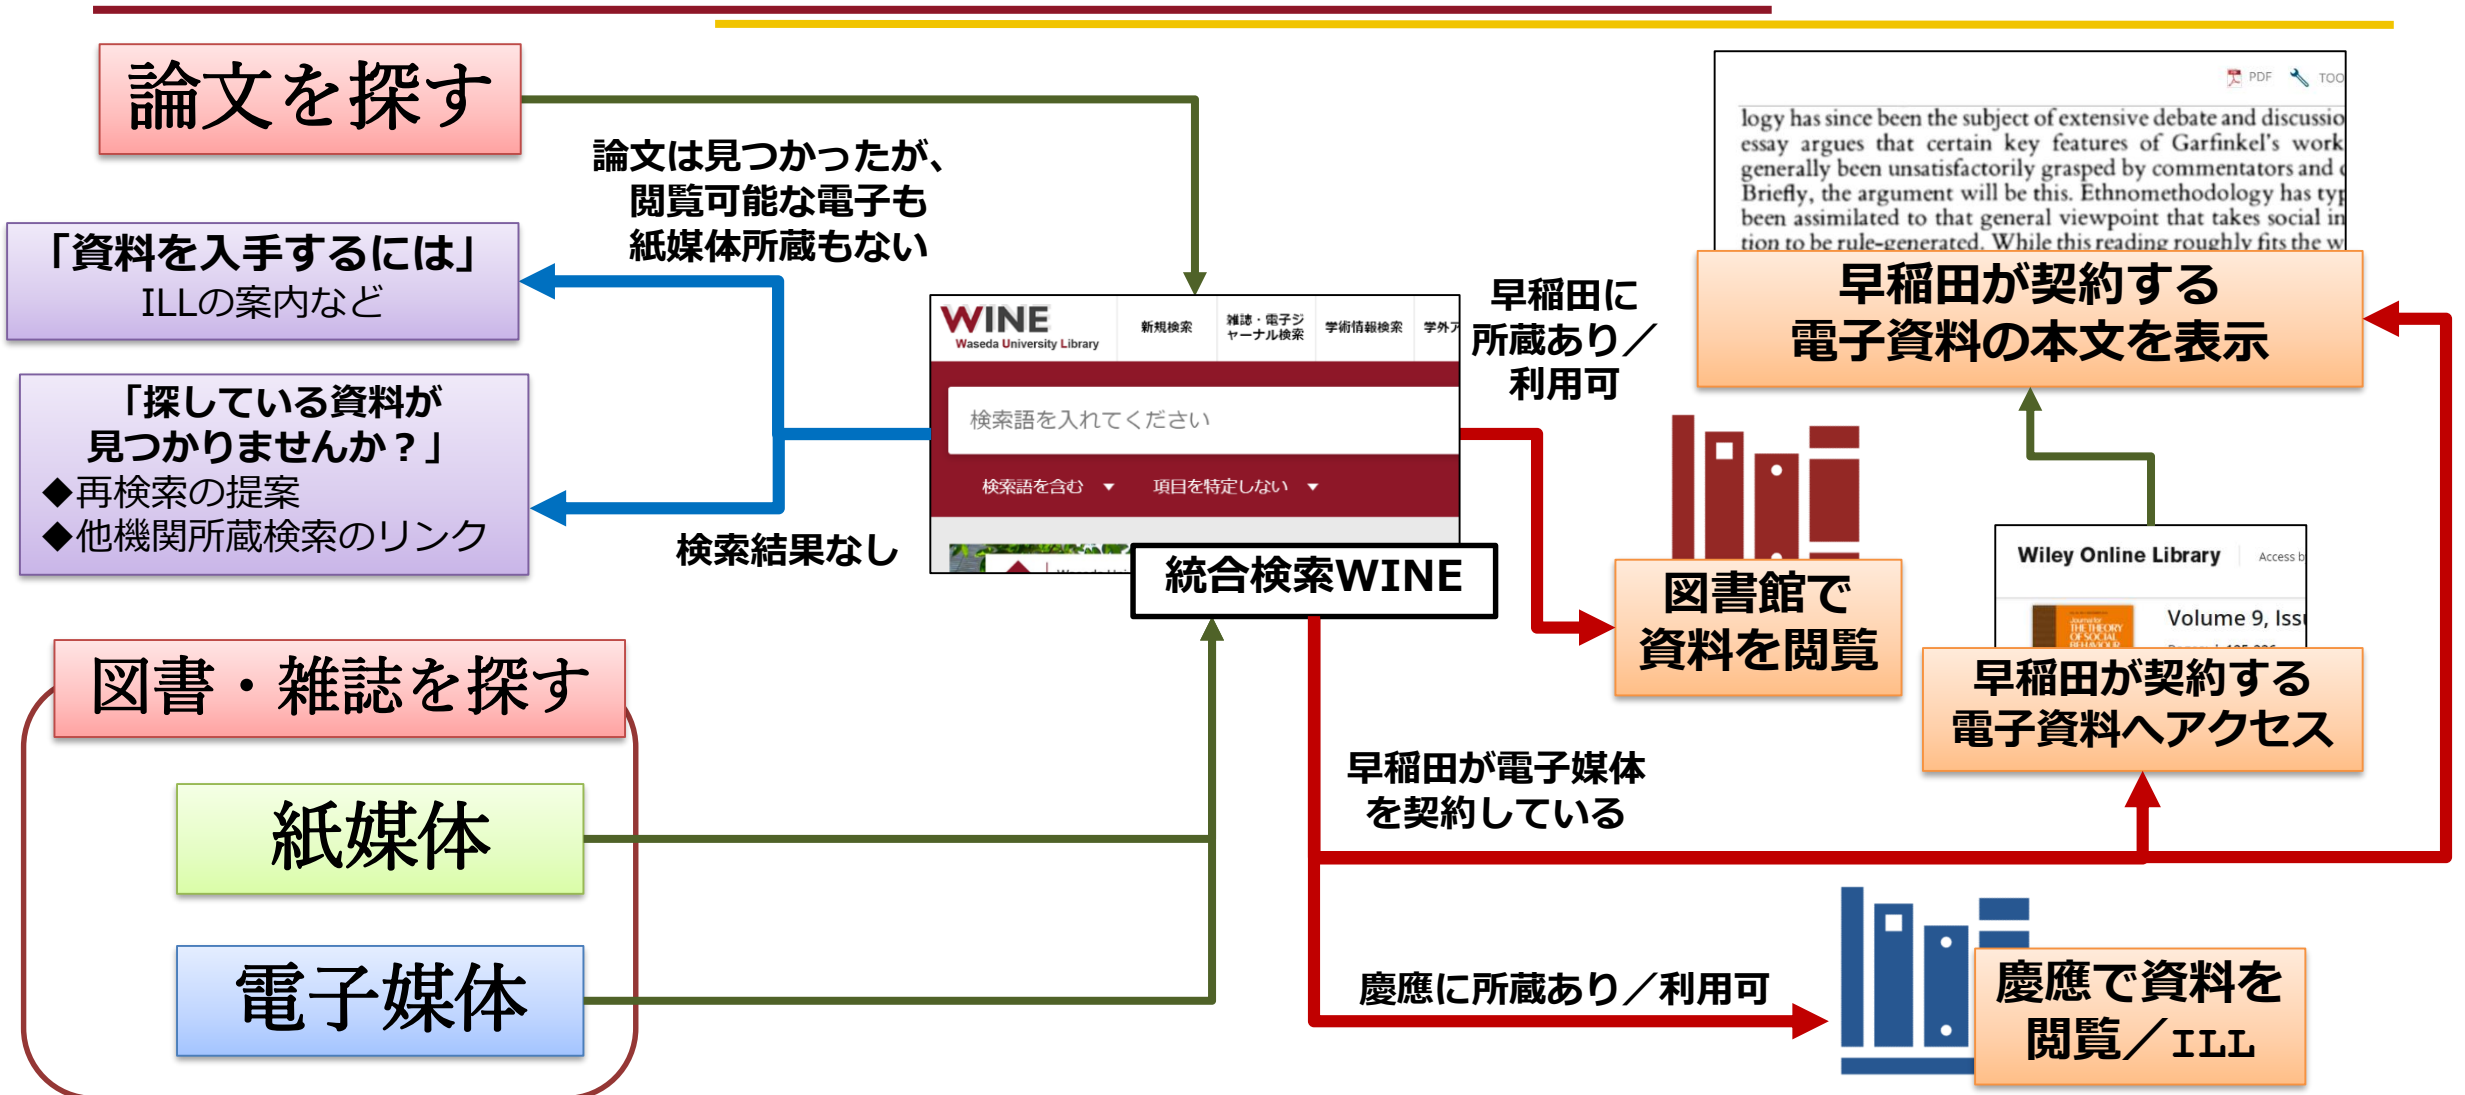 論文を探す
論文は見つかったが、
閲覧可能な電子も
紙媒体所蔵もない
「資料を入手するには」
ILLの案内など
「探している資料が
見つかりませんか？」
◆再検索の提案
◆他機関所蔵検索のリンク
検索結果なし
WINE
Waseda University Library
新規検索
雑誌・電子ジ
ャーナル検索
学術情報検索
学外ア
検索語を入れてください
検索語を含む ▼
項目を特定しない ▼
統合検索WINE
早稲田に
所蔵あり／
利用可
PDF
TOO
logy has since been the subject of extensive debate and discussio
essay argues that certain key features of Garfinkel's work
generally been unsatisfactorily grasped by commentators and
Briefly, the argument will be this. Ethnomethodology has typ
been assimilated to that general viewpoint that takes social in
tion to be rule-generated. While this reading roughly fits the w
早稲田が契約する
電子資料の本文を表示
図書館で
資料を閲覧
Wiley Online Library
Access b
Volume 9, Issu
Journal for
THE THEORY
OF SOCIAL
BEHAVIOUR
早稲田が契約する
電子資料へアクセス
図書・雑誌を探す
紙媒体
電子媒体
早稲田が電子媒体
を契約している
慶應に所蔵あり／利用可
慶應で資料を
閲覧／ILL